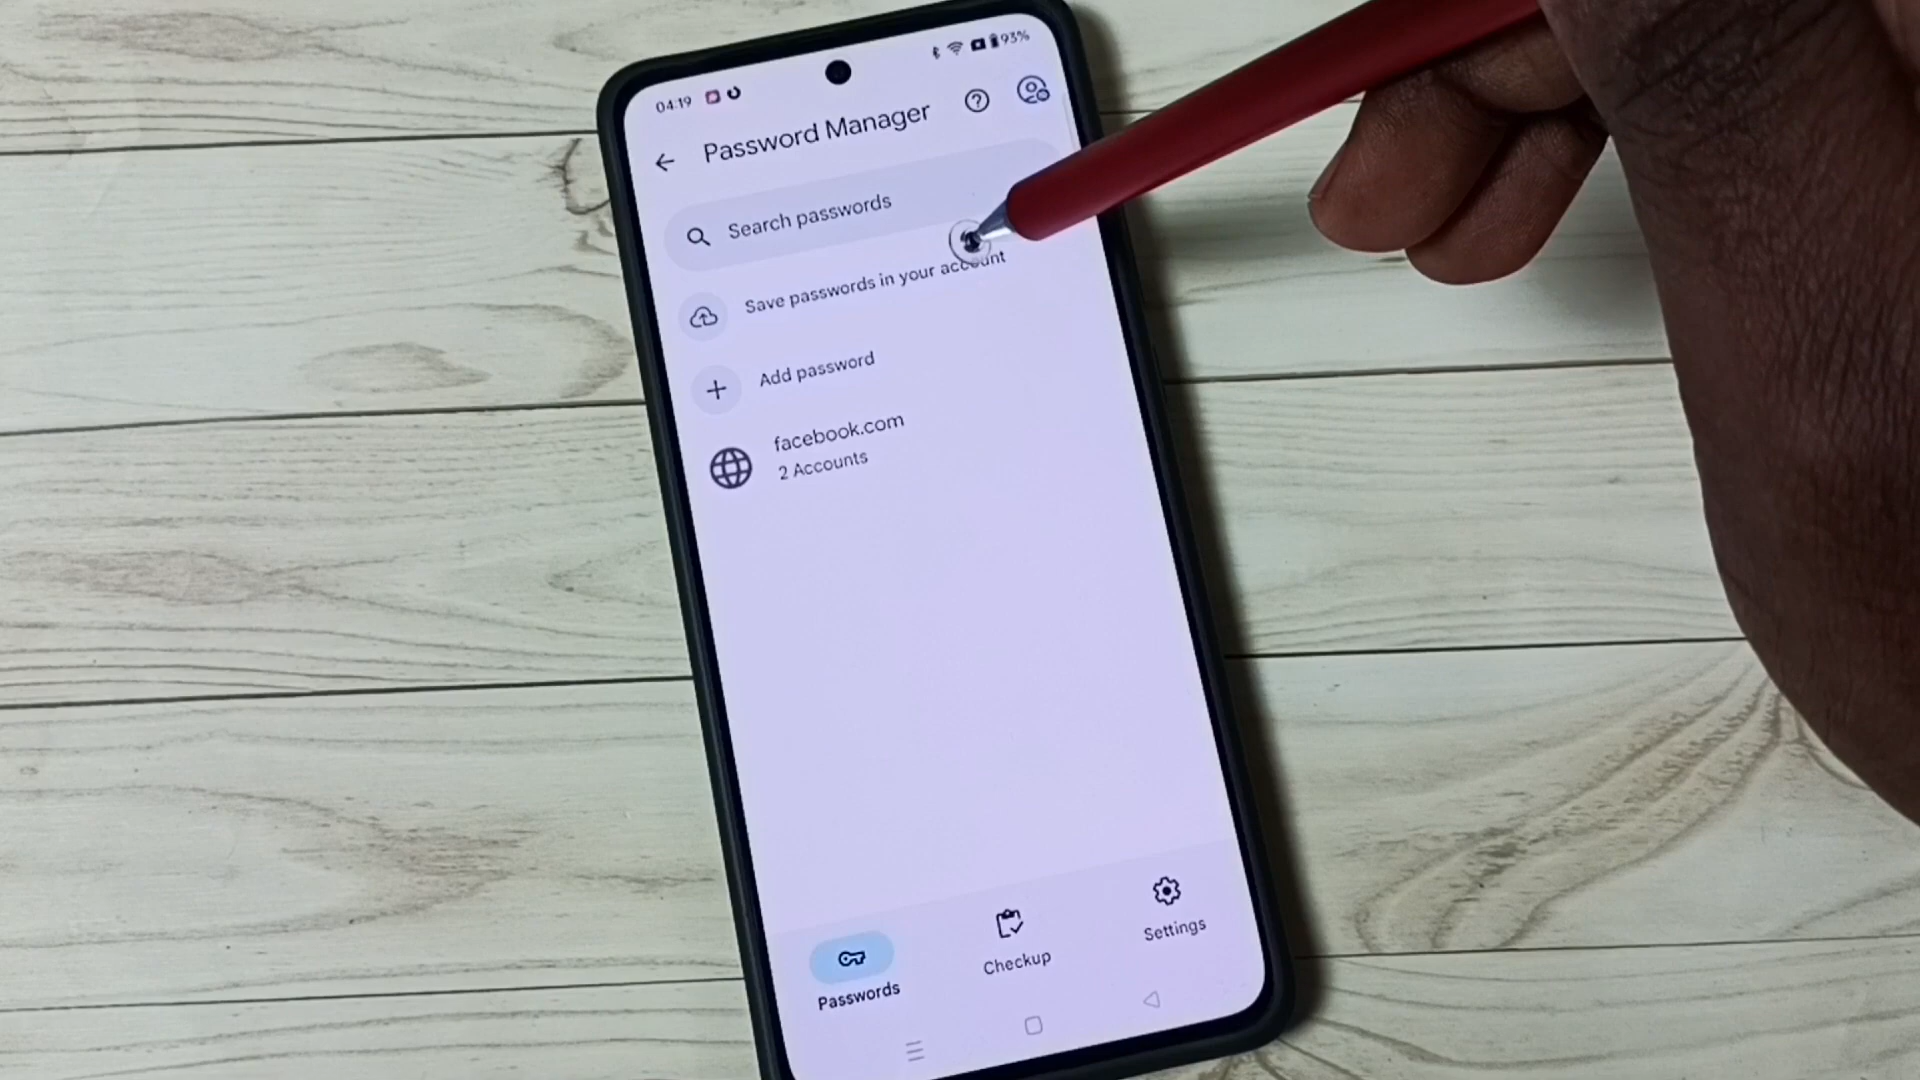 04:19
93%
Password Manager
Search passwords
Save passwords in your account
Add password
facebook.com
2 Accounts
Passwords
Checkup
Settings